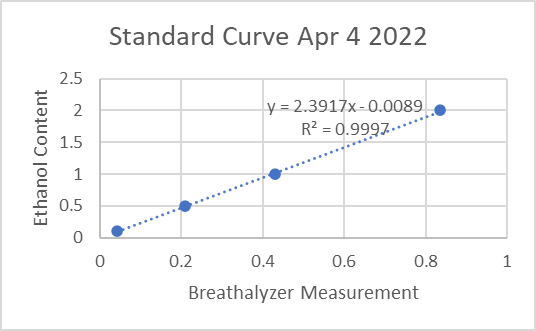 Standard Curve Apr 4 2022
2.5
2
1.5
1
0.5
0
y = 2.3917x - 0.0089
R² = 0.9997
Ethanol Content
0 0.2 0.4 0.6 0.8 1
Breathalyzer Measurement